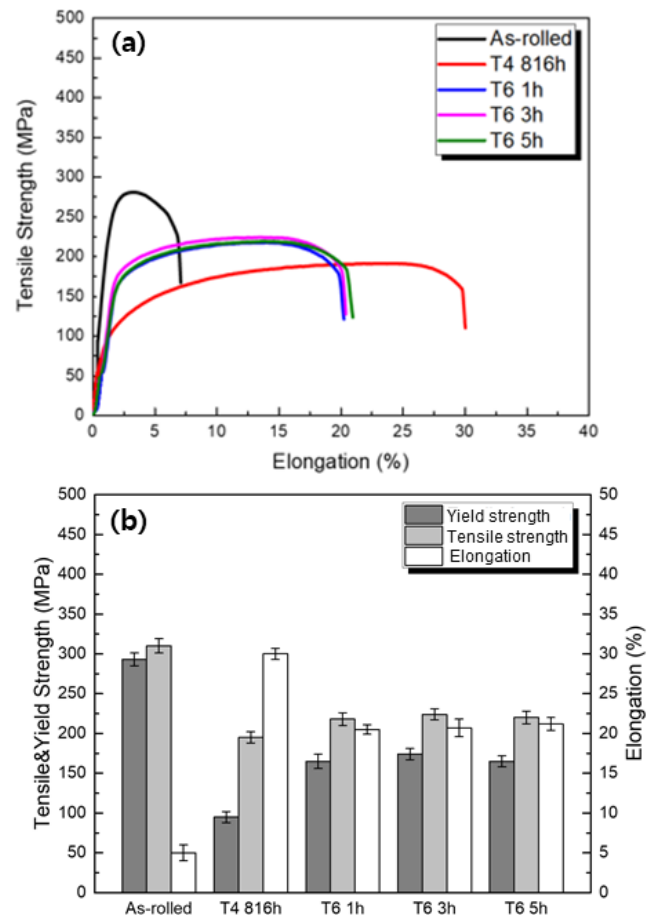 (a)
As-rolled
T4 816h
T6 1h
T6 3h
T6 5h
500
450
400
350
300
250
200
150
100
50
0
Tensile Strength (MPa)
0 5 10 15 20 25 30 35 40
Elongation (%)
(b)
Yield strength
Tensile strength
Elongation
500
450
400
350
300
250
200
150
100
50
0
Tensile&Yield Strength (MPa)
50
45
40
35
30
25
20
15
10
5
0
Elongation (%)
As-rolled T4 816h T6 1h T6 3h T6 5h